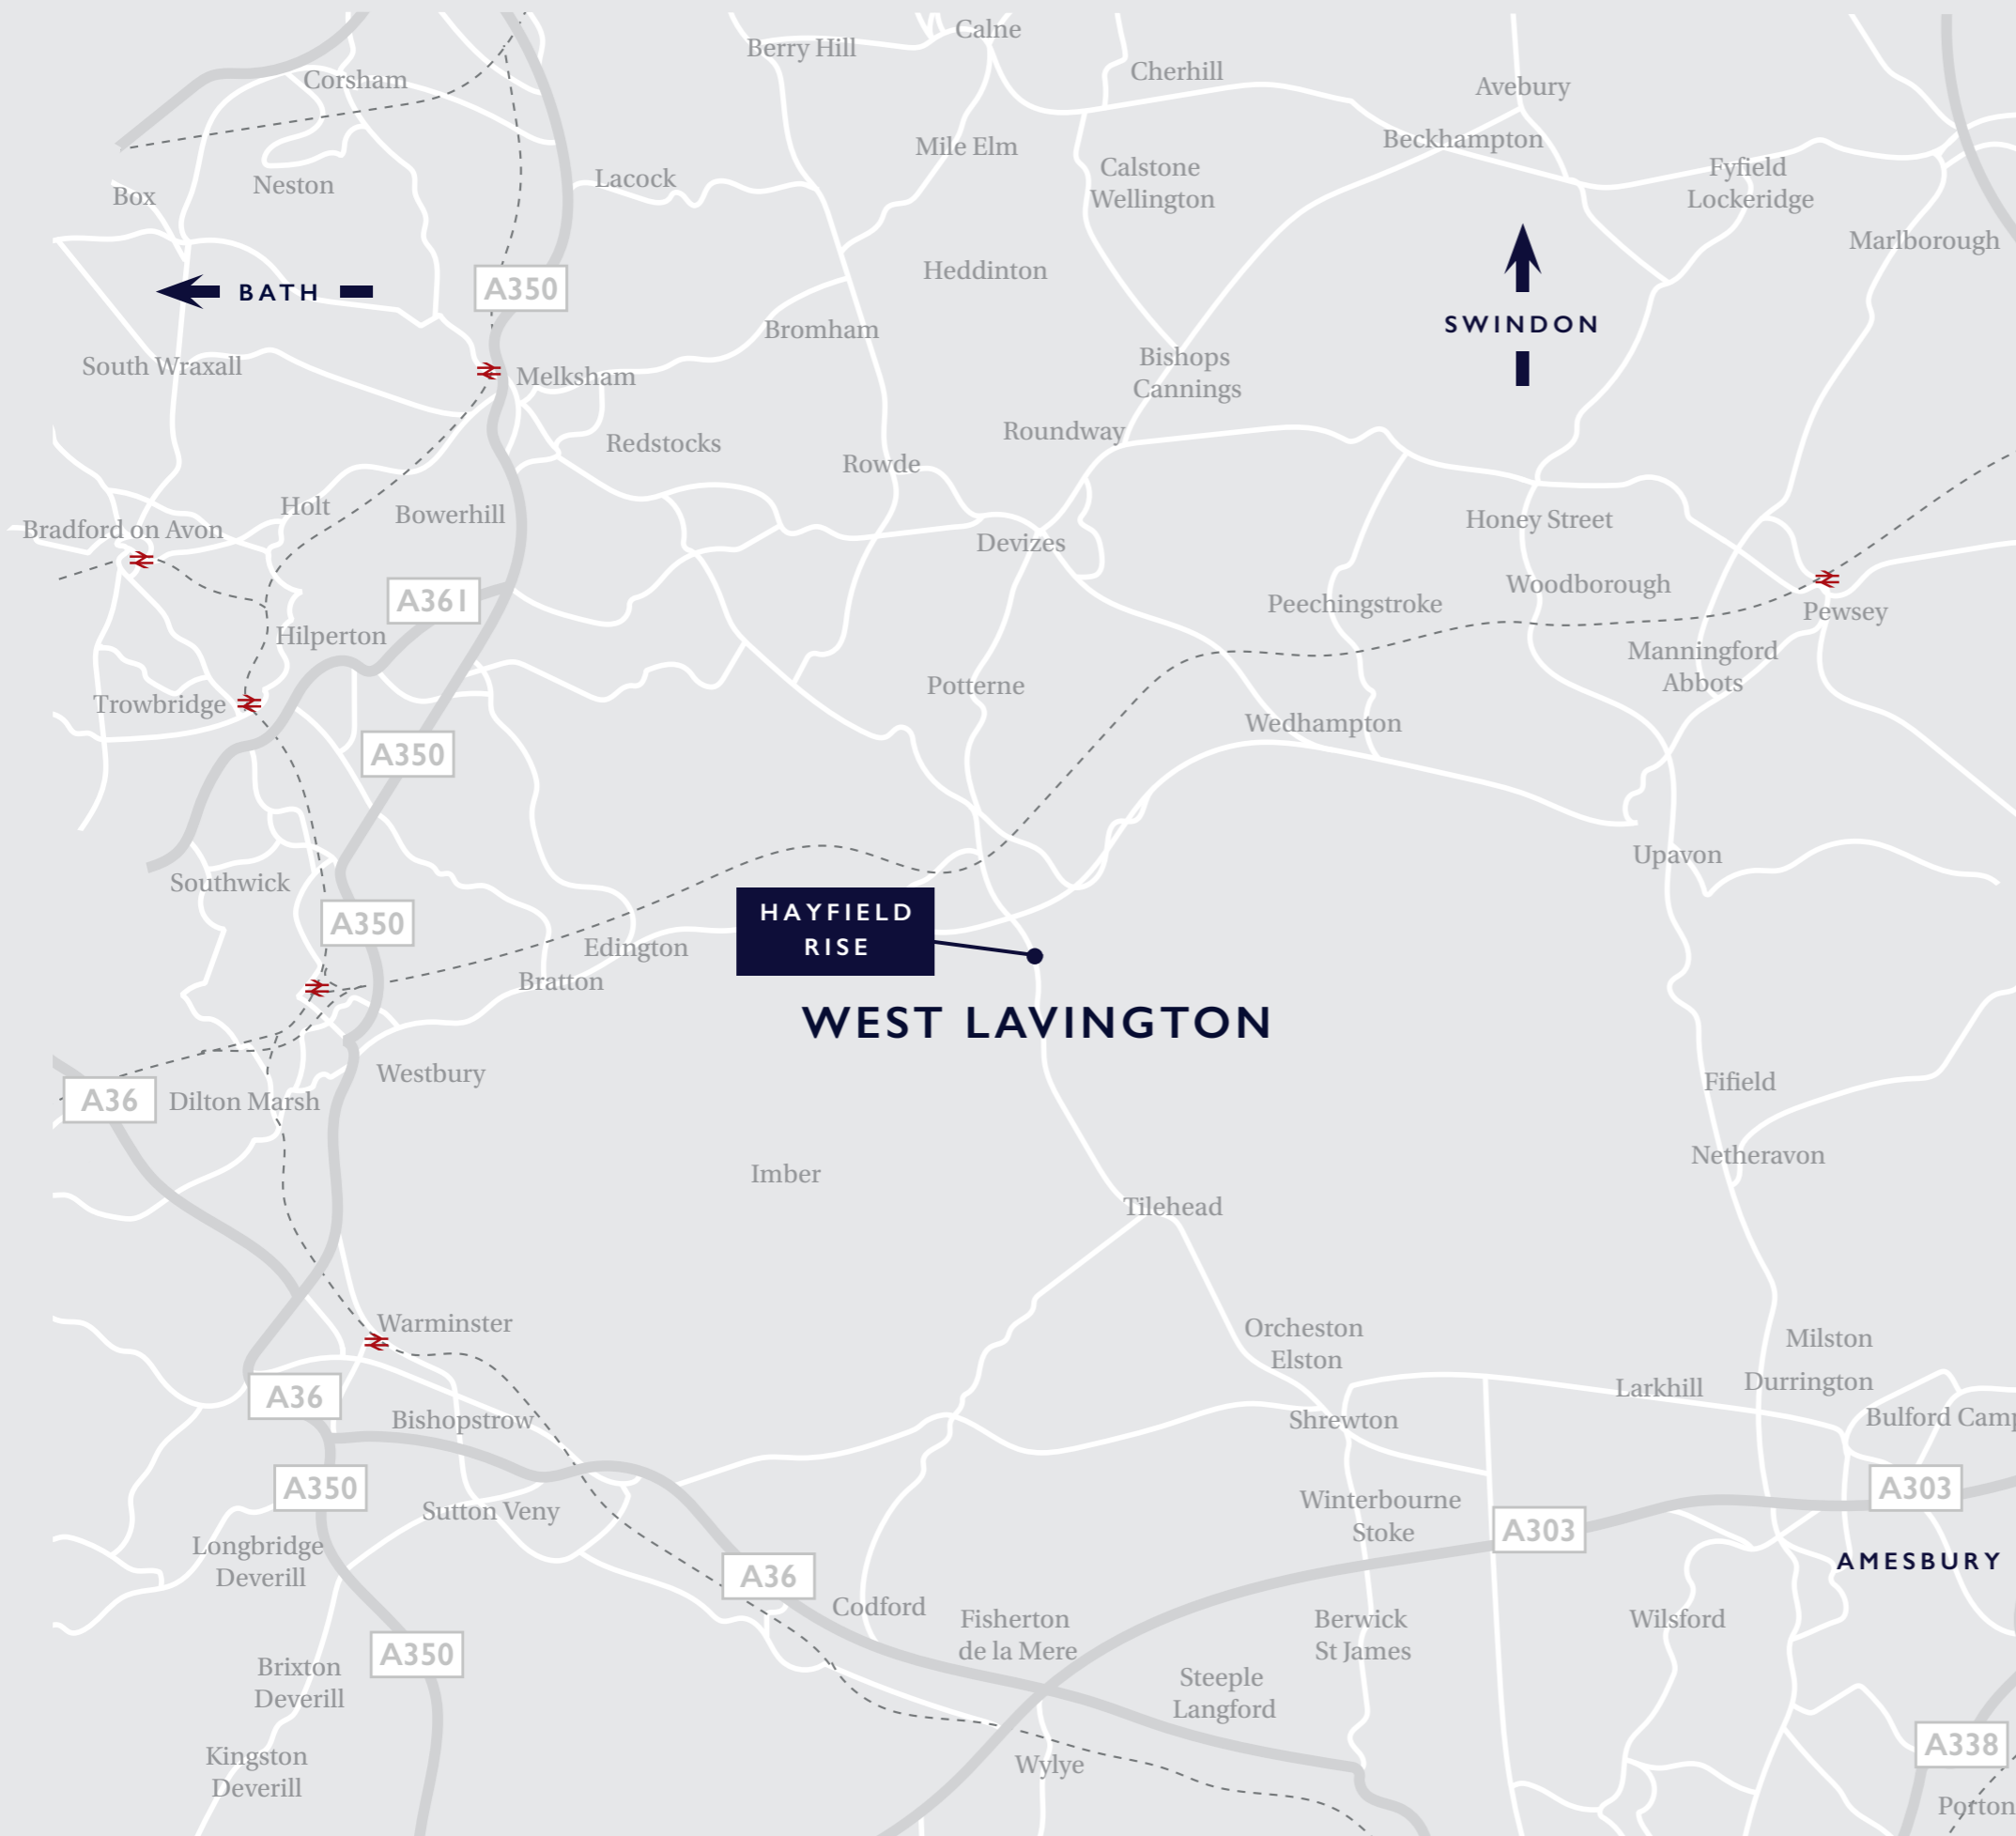 Calne
Berry Hill
Corsham
Cherhill
Avebury
Beckhampton
Mile Elm
Calstone
Wellington
Fyfield
Lockeridge
Lacock
Neston
Box
Marlborough
Heddinton
A350
BATH
SWINDON
Bromham
South Wraxall
Melksham
Bishops
Cannings
Roundway
Redstocks
Rowde
Holt
Bowerhill
Bradford on Avon
Honey Street
Devizes
Woodborough
A361
Peechingstroke
Pewsey
Hilperton
Manningford
Abbots
Potterne
Trowbridge
Wedhampton
A350
Upavon
Southwick
HAYFIELD
RISE
A350
Edington
Bratton
WEST LAVINGTON
Westbury
Fifield
A36
Dilton Marsh
Netheravon
Imber
Tilehead
Warminster
Orcheston
Elston
Milston
Durrington
Larkhill
A36
Bishopstrow
Shrewton
Bulford Camp
A350
A303
Sutton Veny
Winterbourne
Stoke
A303
Longbridge
Deverill
AMESBURY
A36
Codford
Fisherton
de la Mere
Berwick
St James
Wilsford
A350
Brixton
Deverill
Steeple
Langford
A338
Kingston
Deverill
Wylye
Porton